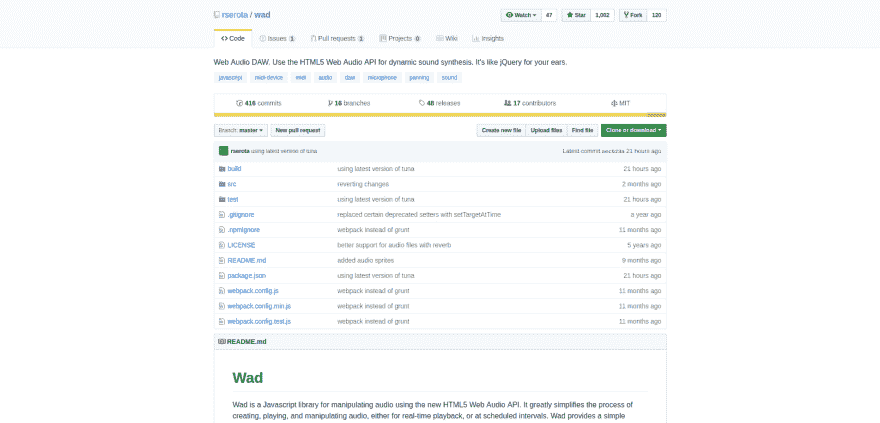 rserota / wad
Watch 47 Star 1,092 Fork 120
Code Issues 1 Pull requests 1 Projects 0 Wiki Insights
Web Audio DAW. Use the HTML5 Web Audio API for dynamic sound synthesis. It's like jQuery for your ears.
javascript midi-device midi audio daw microphone panning sound
416 commits 16 branches 48 releases 17 contributors MIT
Branch: master New pull request Create new file Upload files Find file Clone or download
rserota using latest version of tuna Latest commit 21 hours ago
build using latest version of tuna 21 hours ago
src reverting changes 2 months ago
test using latest version of tuna 21 hours ago
.gitignore replaced certain deprecated setters with setTargetAtTime a year ago
.npmignore webpack instead of grunt 11 months ago
LICENSE better support for audio files with reverb 5 years ago
README.md added audio sprites 9 months ago
package.json using latest version of tuna 21 hours ago
webpack.config.js webpack instead of grunt 11 months ago
webpack.config.min.js webpack instead of grunt 11 months ago
webpack.config.test.js webpack instead of grunt 11 months ago
README.md
Wad
Wad is a Javascript library for manipulating audio using the new HTML5 Web Audio API. It greatly simplifies the process of
creating, playing, and manipulating audio, either for real-time playback, or at scheduled intervals. Wad provides a simple